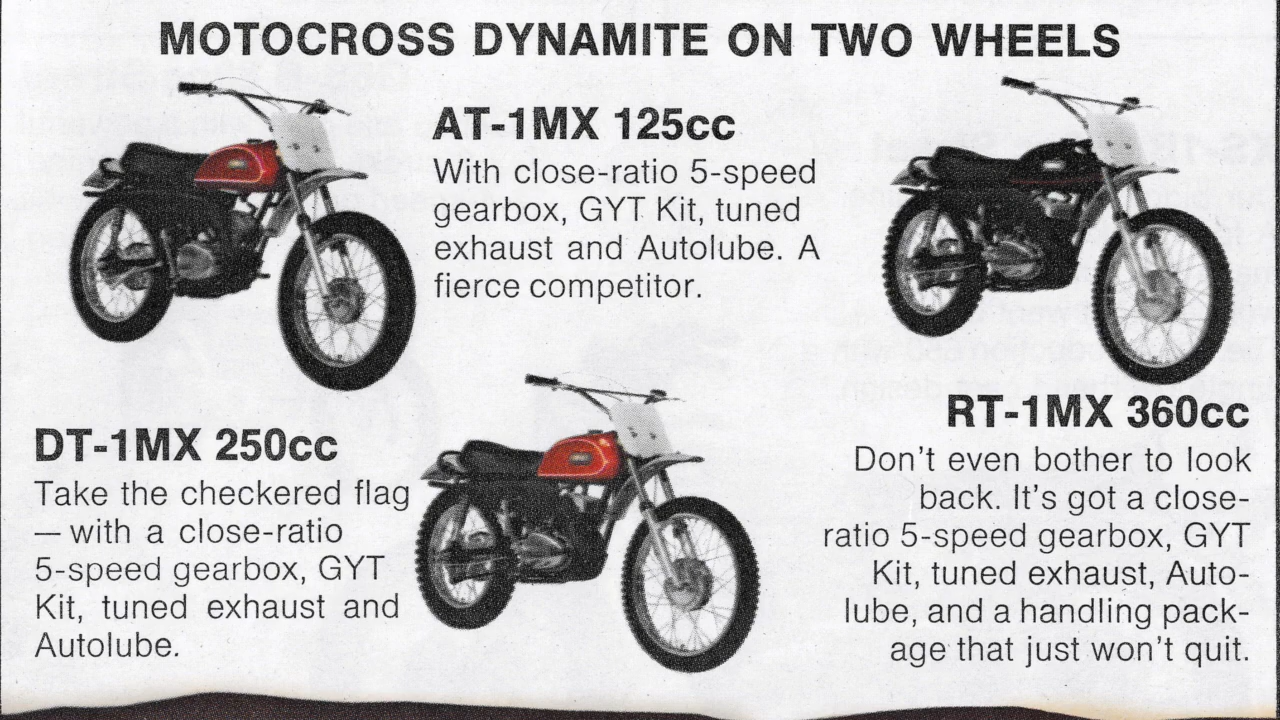 MOTOCROSS DYNAMITE ON TWO WHEELS
AT-1MX 125cc
With close-ratio 5-speed
gearbox, GYT Kit, tuned
exhaust and Autolube. A
fierce competitor.
DT-1MX 250cc
Take the checkered flag
— with a close-ratio
5-speed gearbox, GYT
Kit, tuned exhaust and
Autolube.
RT-1MX 360cc
Don't even bother to look
back. It's got a close-
ratio 5-speed gearbox, GYT
Kit, tuned exhaust, Auto-
lube, and a handling pack-
age that just won't quit.